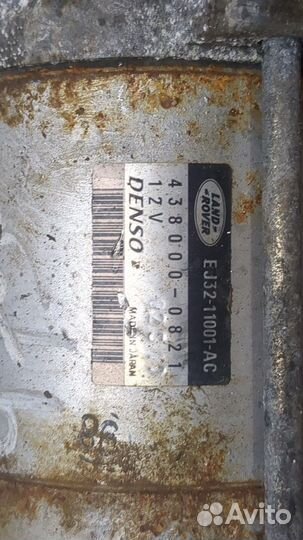 LAND-
ROVER
EJ32-11001-AC
438000-0821
12V
DENSO
MADE IN JAPAN
Avito